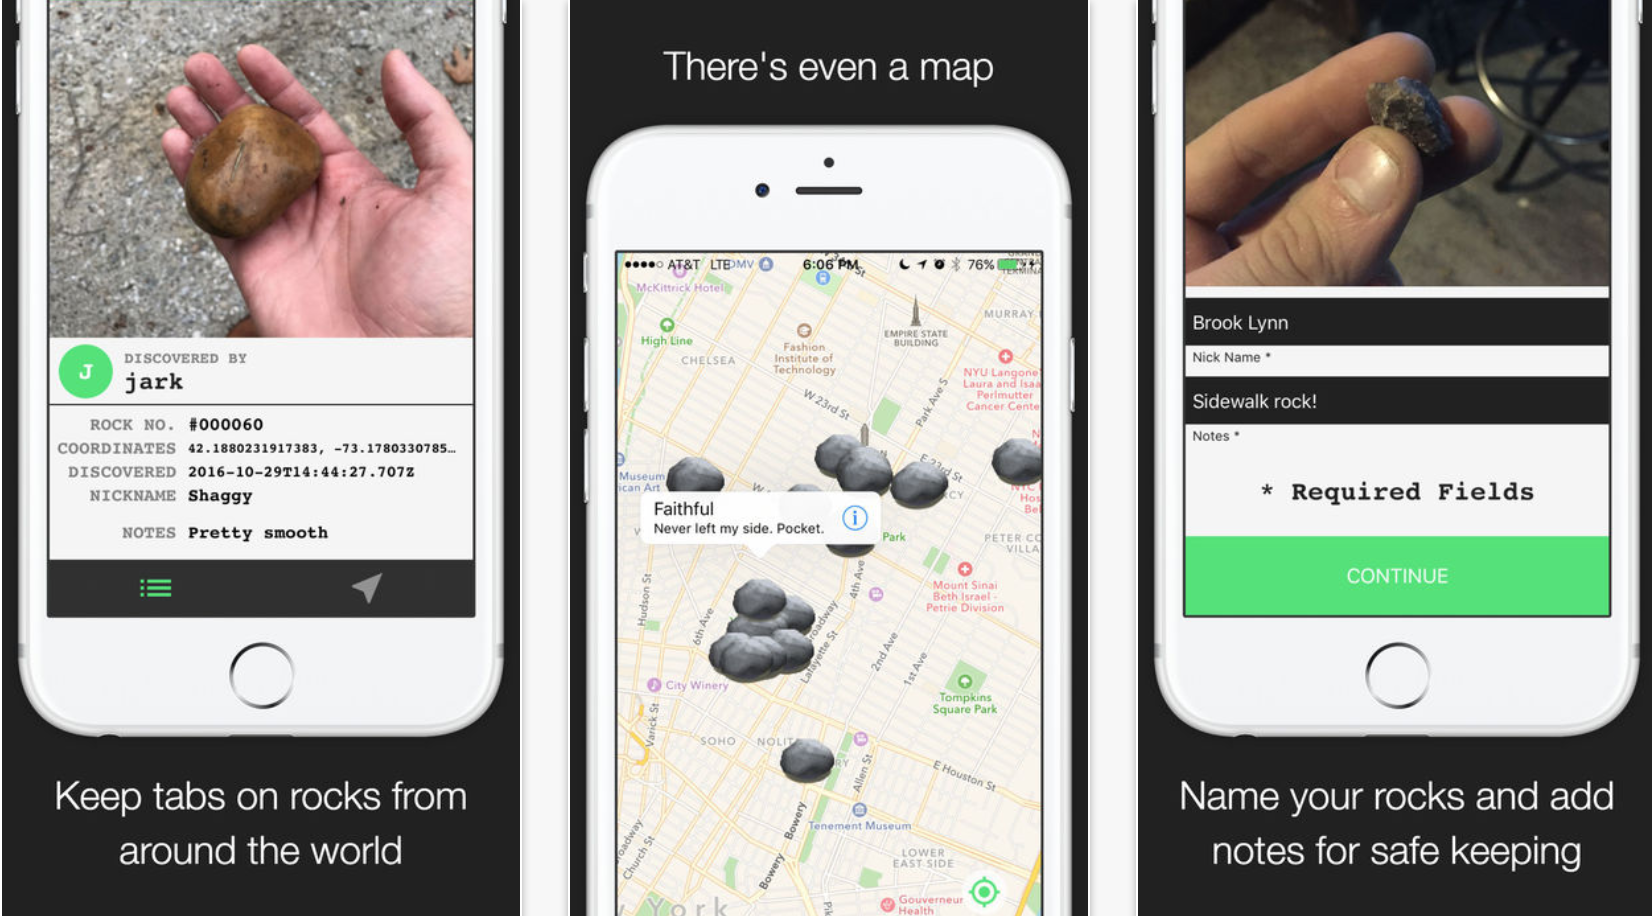 J
DISCOVERED BY
jark
ROCK NO. #000060
COORDINATES 42.1880231917383, -73.1780330785…
DISCOVERED 2016-10-29T14:44:27.707Z
NICKNAME Shaggy
NOTES Pretty smooth
Keep tabs on rocks from
around the world
There's even a map
AT&T LTE 6:06 PM 76%
DMV
McKittrick Hotel
High Line
CHELSEA
Fashion
Institute of
Technology
EMPIRE STATE
BUILDING
MURRAY
NYU Langone
Laura and Isaa
Perlmutter
Cancer Cente
W 23rd St
Park Ave S
E 23rd St
Museum
ican Art
Faithful
Never left my side. Pocket.
Park
PETER CO
VILLA
Mount Sinai
Beth Israel -
Petrie Division
Hudson St
6th Ave
4th Ave
Broadway
Lafayette St
2nd Ave
1st Ave
City Winery
Tompkins
Square Park
Varick St
SOHO
NOLIT
RY
Allen St
E Houston St
Bowery
Bowery
Tenement Museum
Broadway
Church St
LOWER
EAST SIDE
Gouverneur
Health
York
Brook Lynn
Nick Name *
Sidewalk rock!
Notes *
* Required Fields
CONTINUE
Name your rocks and add
notes for safe keeping